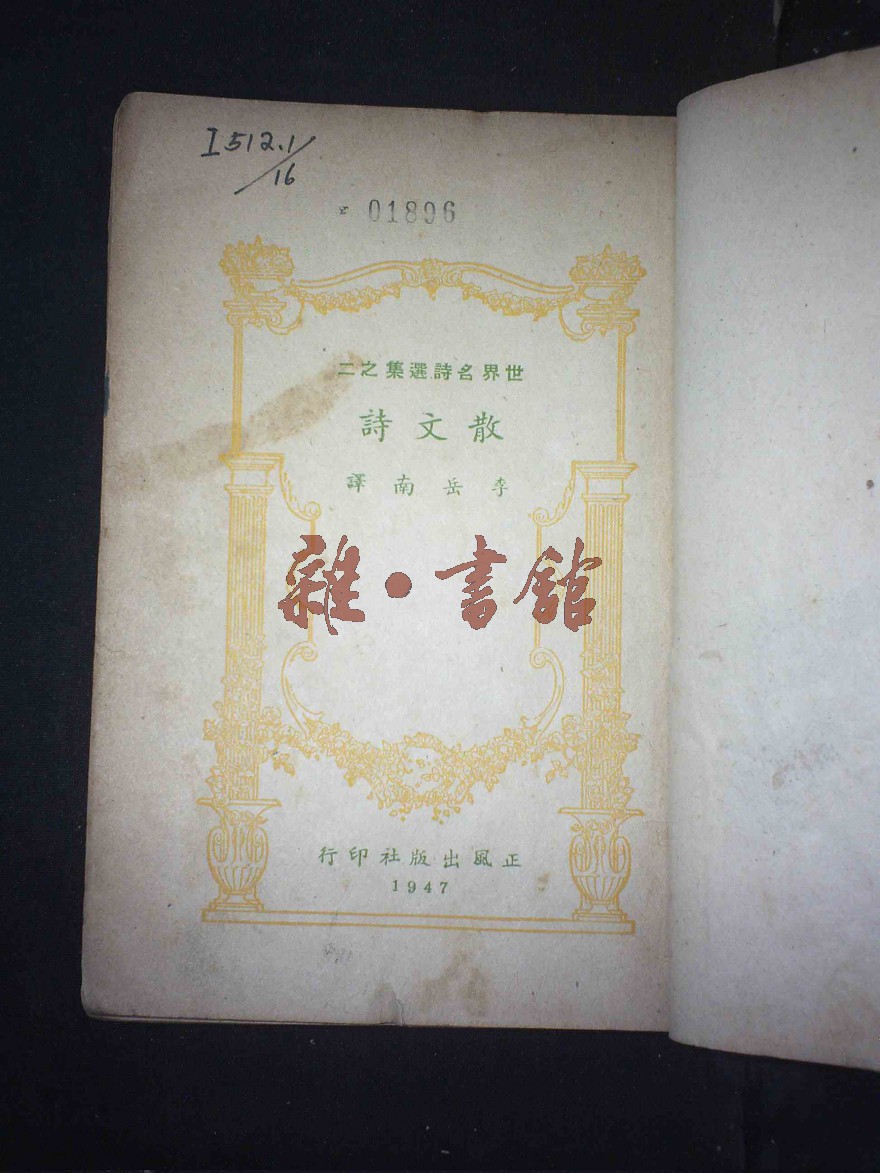 I512.1/
16
01896
世界名詩選集之二
散文詩
李岳南譯
雜·書館
正風出版社印行
1947